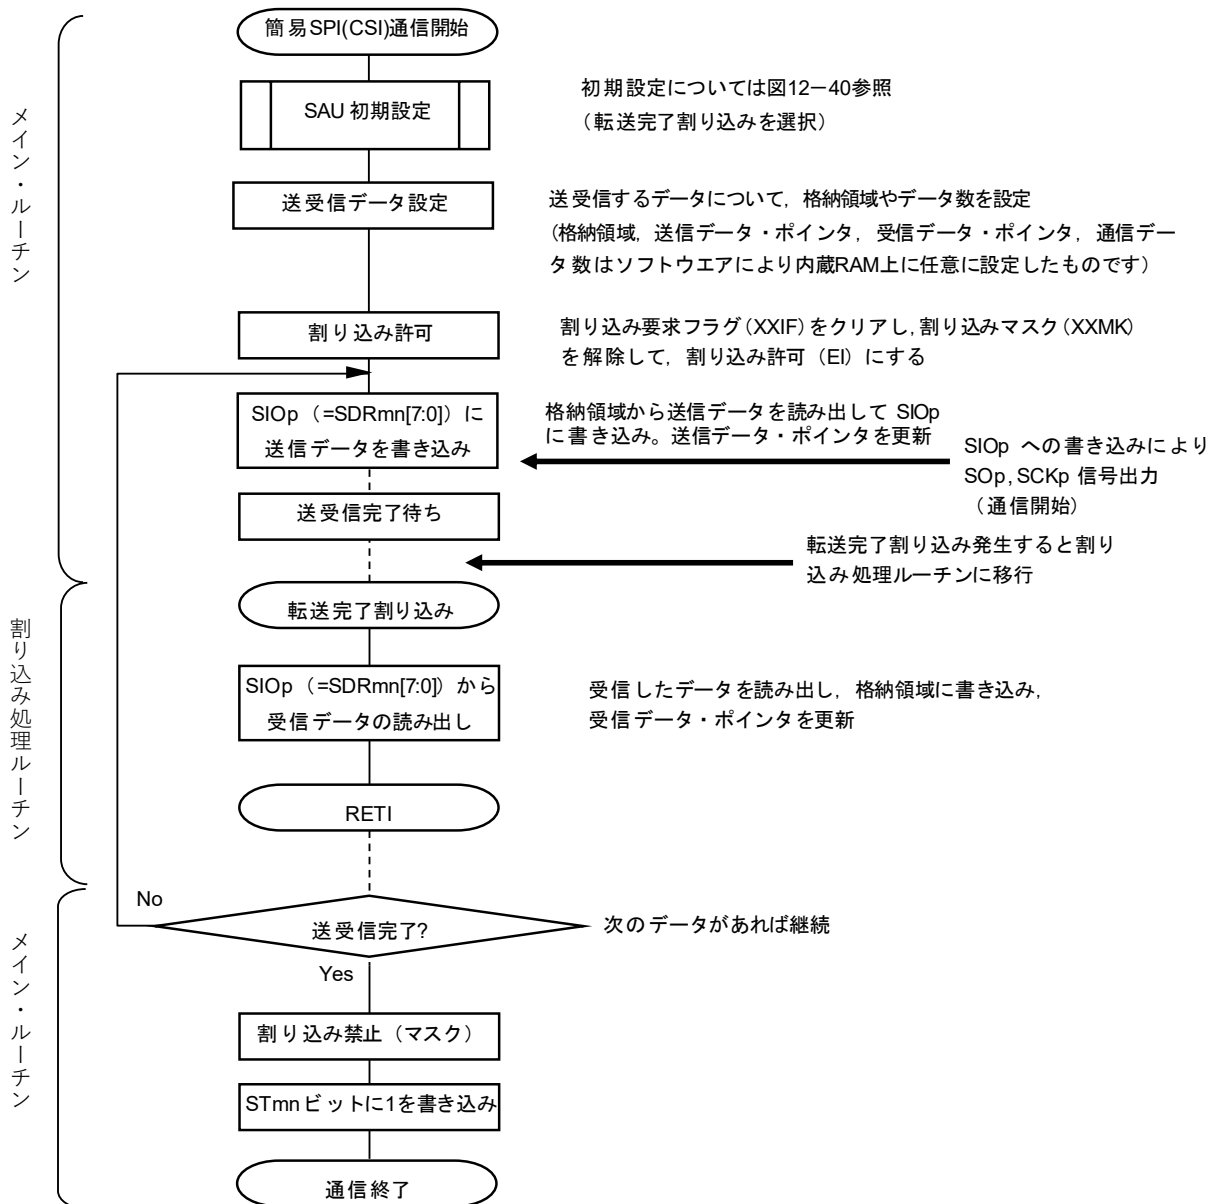 簡易SPI(CSI)通信開始
SAU 初期設定
初期設定については図12－40参照
（転送完了割り込みを選択）
メイン・ルーチン
送受信データ設定
送受信するデータについて，格納領域やデータ数を設定
（格納領域，送信データ・ポインタ，受信データ・ポインタ，通信デー
タ数はソフトウエアにより内蔵RAM上に任意に設定したものです）
割り込み許可
割り込み要求フラグ（XXIF）をクリアし，割り込みマスク（XXMK）
を解除して，割り込み許可（EI）にする
SIOp（=SDRmn[7:0]）に
送信データを書き込み
格納領域から送信データを読み出して SIOp
に書き込み。送信データ・ポインタを更新
SIOp への書き込みにより
SOp, SCKp 信号出力
（通信開始）
送受信完了待ち
転送完了割り込み発生すると割り
込み処理ルーチンに移行
転送完了割り込み
割り込み処理ルーチン
SIOp（=SDRmn[7:0]）から
受信データの読み出し
受信したデータを読み出し，格納領域に書き込み，
受信データ・ポインタを更新
RETI
No
送受信完了?
次のデータがあれば継続
Yes
メイン・ルーチン
割り込み禁止（マスク）
STmn ビットに1を書き込み
通信終了